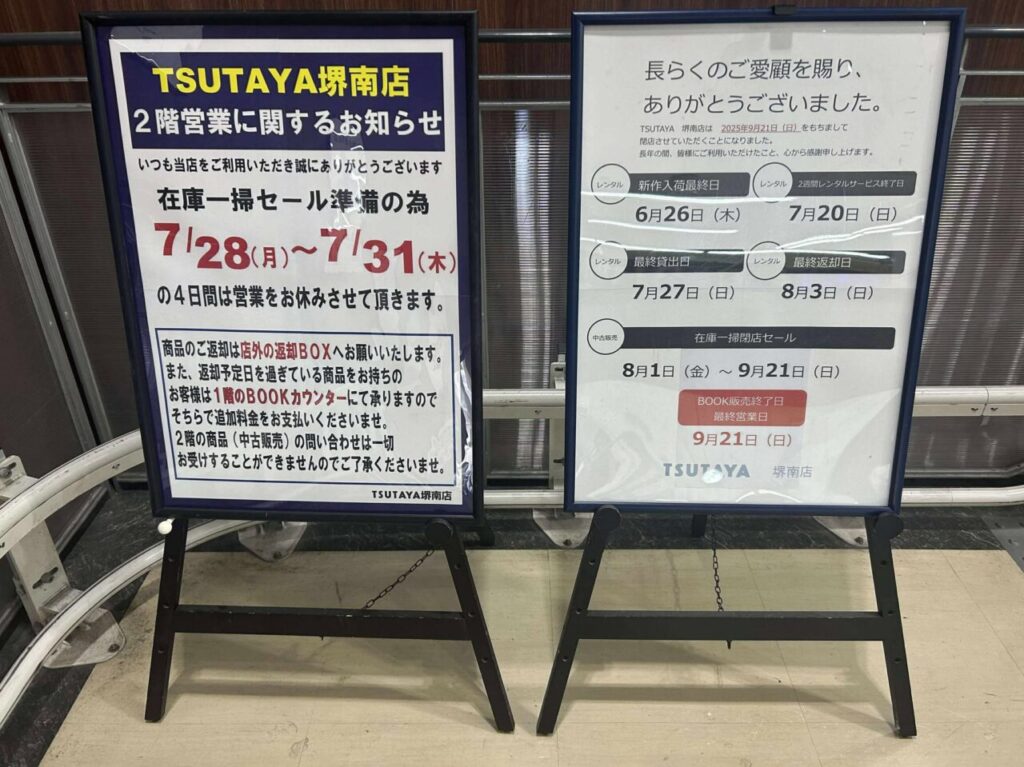 TSUTAYA堺南店
2階営業に関するお知らせ
いつも当店をご利用いただき誠にありがとうございます
在庫一掃セール準備の為
7/28(月)〜7/31(木)
の4日間は営業をお休みさせて頂きます。
商品のご返却は店外の返却BOXへお願いいたします。
また、返却予定日を過ぎている商品をお持ちの
お客様は1階のBOOKカウンターにて承りますので
そちらで追加料金をお支払いくださいませ。
2階の商品(中古販売)の問い合わせは一切
お受けすることができませんのでご了承くださいませ。
TSUTAYA堺南店
長らくのご愛顧を賜り、
ありがとうございました。
TSUTAYA 堺南店は 2025年9月21日(日)をもちまして
閉店させていただくことになりました。
長年の間、皆様にご利用いただけたこと、心から感謝申し上げます。
レンタル 新作入荷最終日
6月26日(木)
レンタル 2週間レンタルサービス終了日
7月20日(日)
レンタル 最終貸出日
7月27日(日)
レンタル 最終返却日
8月3日(日)
中古販売 在庫一掃閉店セール
8月1日(金)〜9月21日(日)
BOOK販売終了日
最終営業日
9月21日(日)
TSUTAYA 堺南店